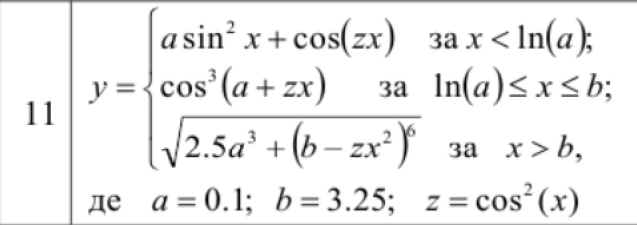 a sin² x + cos(zx) за x < ln(a);
11 y = { cos³(a + zx) за ln(a) ≤ x ≤ b;
√(2.5a³ + (b − zx²)⁶) за x > b,
де a = 0.1; b = 3.25; z = cos²(x)